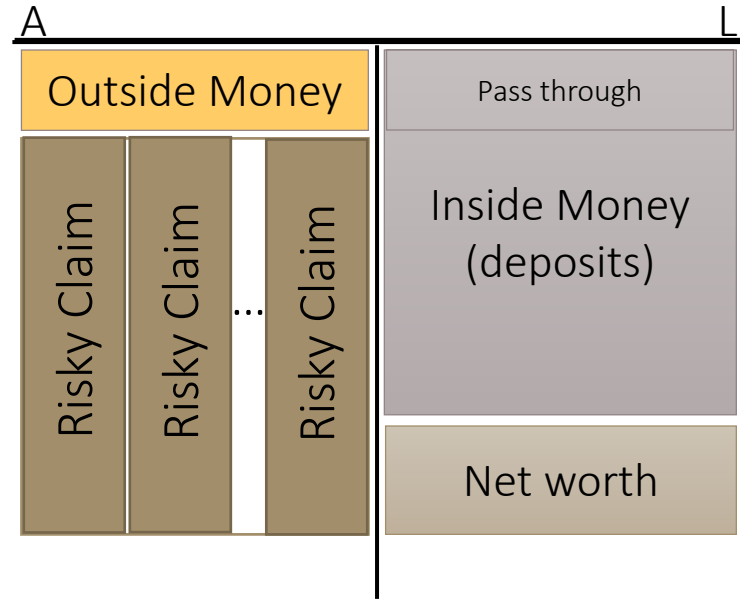 A
L
Outside Money
Pass through
Inside Money
(deposits)
Risky Claim
Risky Claim
...
Risky Claim
Net worth